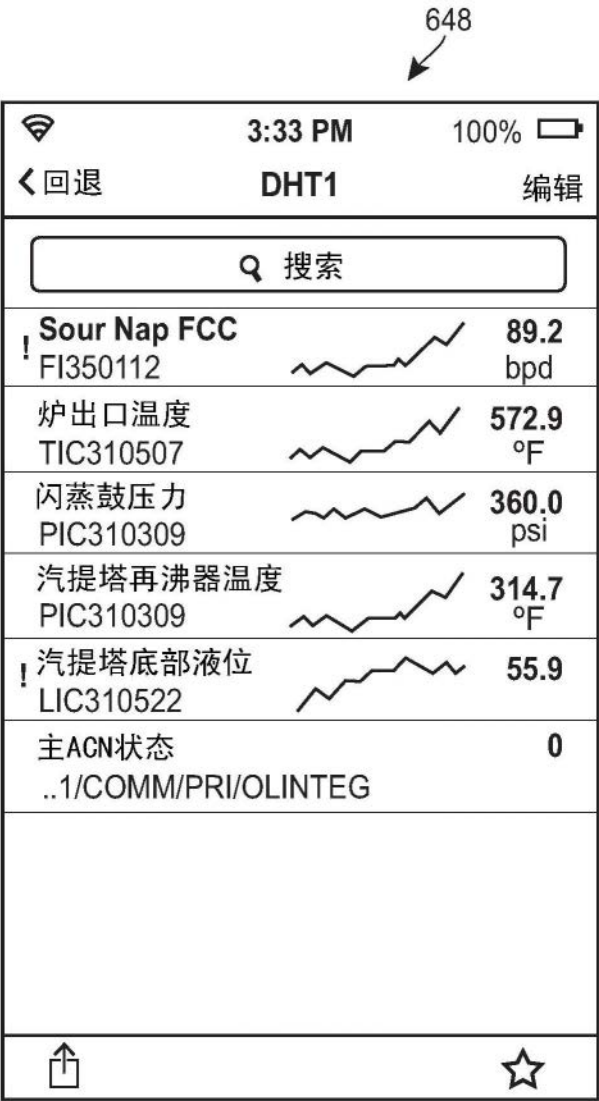 648
3:33 PM 100%
回退 DHT1 编辑
搜索
! Sour Nap FCC 89.2
FI350112 bpd
炉出口温度 572.9
TIC310507 °F
闪蒸鼓压力 360.0
PIC310309 psi
汽提塔再沸器温度 314.7
PIC310309 °F
! 汽提塔底部液位 55.9
LIC310522
主ACN状态 0
..1/COMM/PRI/OLINTEG